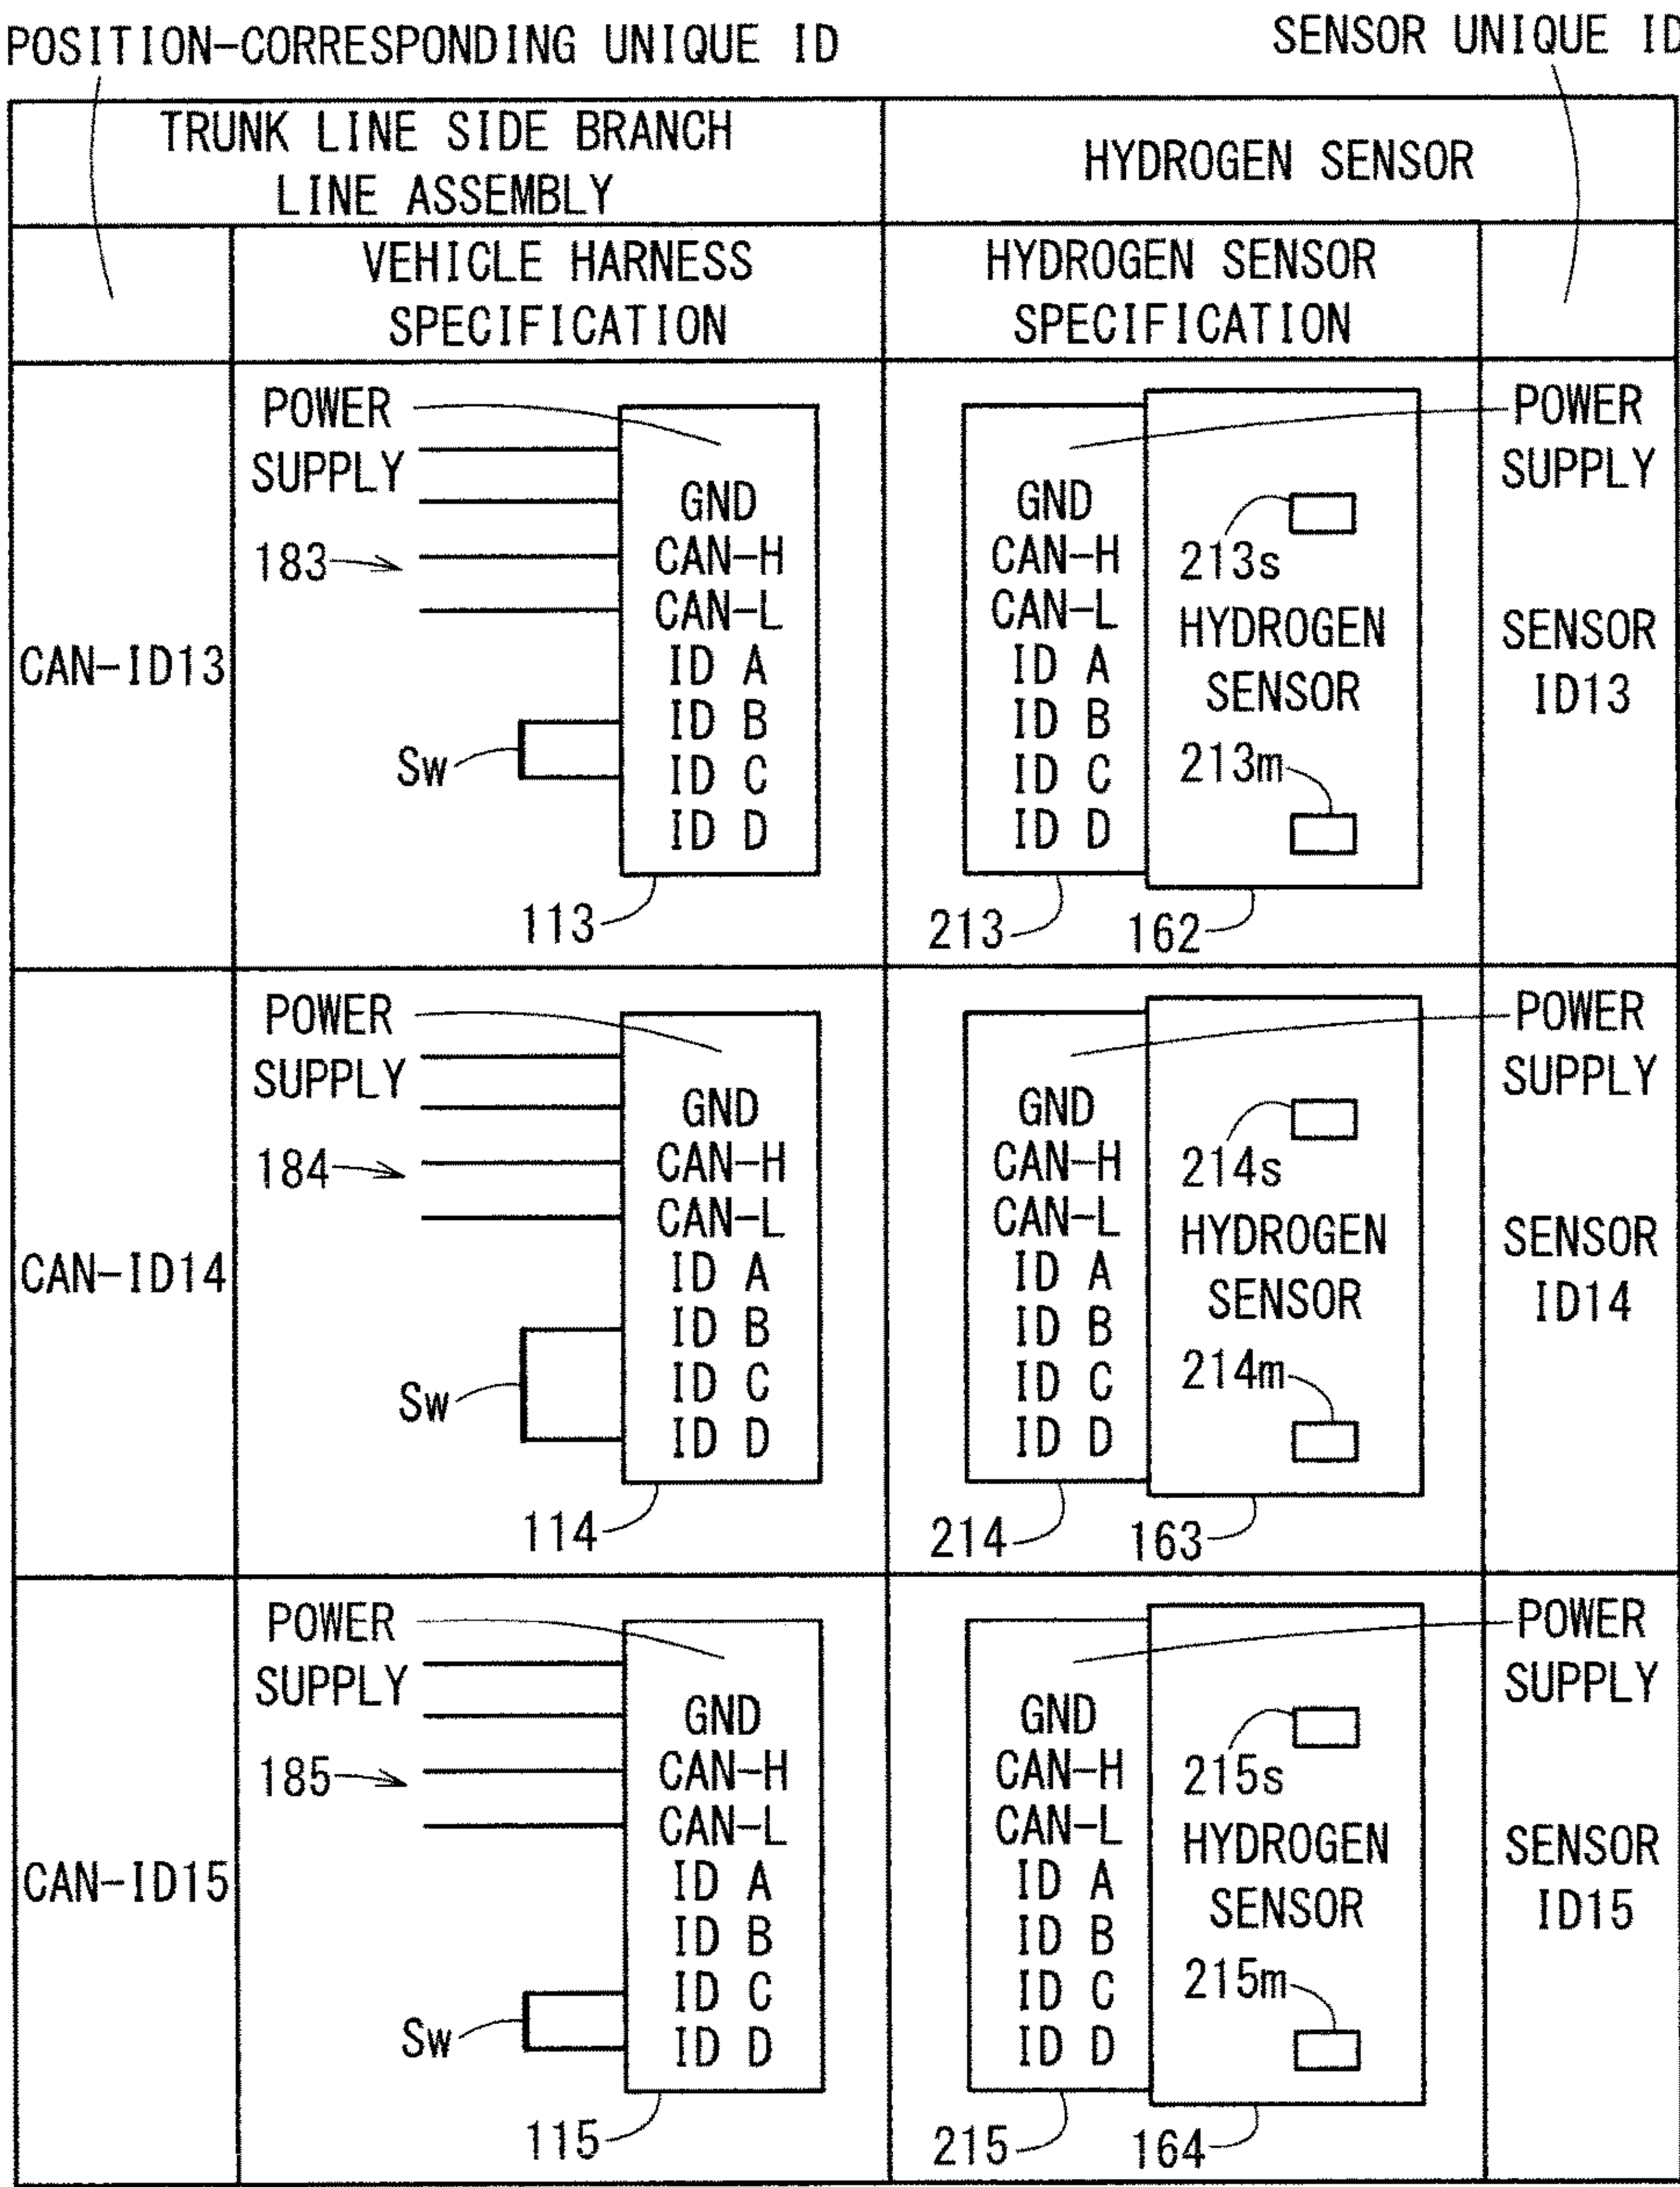 POSITION-CORRESPONDING UNIQUE ID
SENSOR UNIQUE ID
TRUNK LINE SIDE BRANCH
LINE ASSEMBLY
HYDROGEN SENSOR
VEHICLE HARNESS
SPECIFICATION
HYDROGEN SENSOR
SPECIFICATION
CAN-ID13
POWER
SUPPLY
183
Sw
GND
CAN-H
CAN-L
ID A
ID B
ID C
ID D
113
GND
CAN-H
CAN-L
ID A
ID B
ID C
ID D
213
213s
HYDROGEN
SENSOR
213m
162
POWER
SUPPLY
SENSOR
ID13
CAN-ID14
POWER
SUPPLY
184
Sw
GND
CAN-H
CAN-L
ID A
ID B
ID C
ID D
114
GND
CAN-H
CAN-L
ID A
ID B
ID C
ID D
214
214s
HYDROGEN
SENSOR
214m
163
POWER
SUPPLY
SENSOR
ID14
CAN-ID15
POWER
SUPPLY
185
Sw
GND
CAN-H
CAN-L
ID A
ID B
ID C
ID D
115
GND
CAN-H
CAN-L
ID A
ID B
ID C
ID D
215
215s
HYDROGEN
SENSOR
215m
164
POWER
SUPPLY
SENSOR
ID15